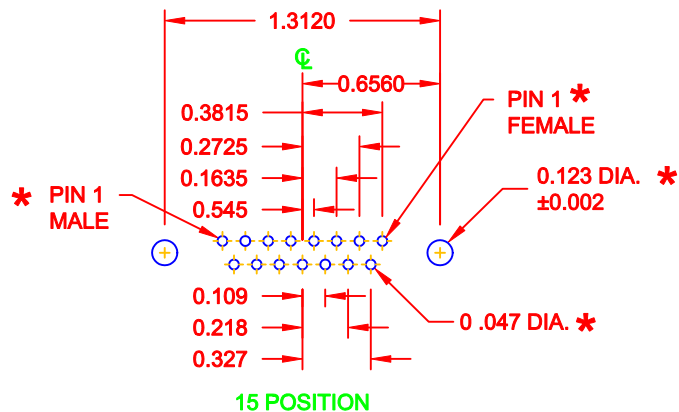 1.3120
℄
0.6560
0.3815
PIN 1 *
FEMALE
0.2725
0.1635
0.123 DIA. *
±0.002
* PIN 1
MALE
0.545
0.109
0 .047 DIA. *
0.218
0.327
15 POSITION